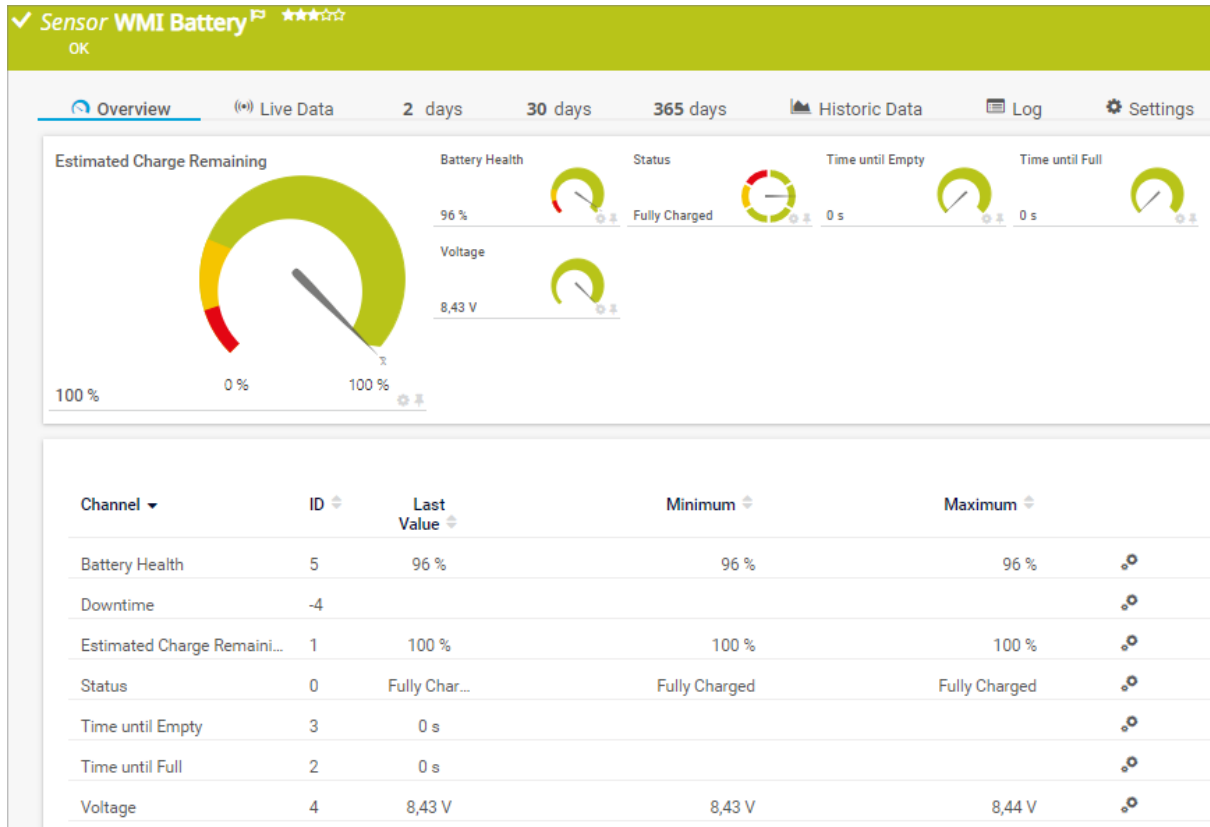 Sensor WMI Battery
OK
Overview Live Data 2 days 30 days 365 days Historic Data Log Settings
Estimated Charge Remaining
0 %
100 %
100 %
Battery Health
96 %
Status
Fully Charged
Time until Empty
0 s
Time until Full
0 s
Voltage
8,43 V
Channel ID Last Value Minimum Maximum
Battery Health 5 96 % 96 % 96 %
Downtime -4
Estimated Charge Remaini... 1 100 % 100 % 100 %
Status 0 Fully Char... Fully Charged Fully Charged
Time until Empty 3 0 s
Time until Full 2 0 s
Voltage 4 8,43 V 8,43 V 8,44 V